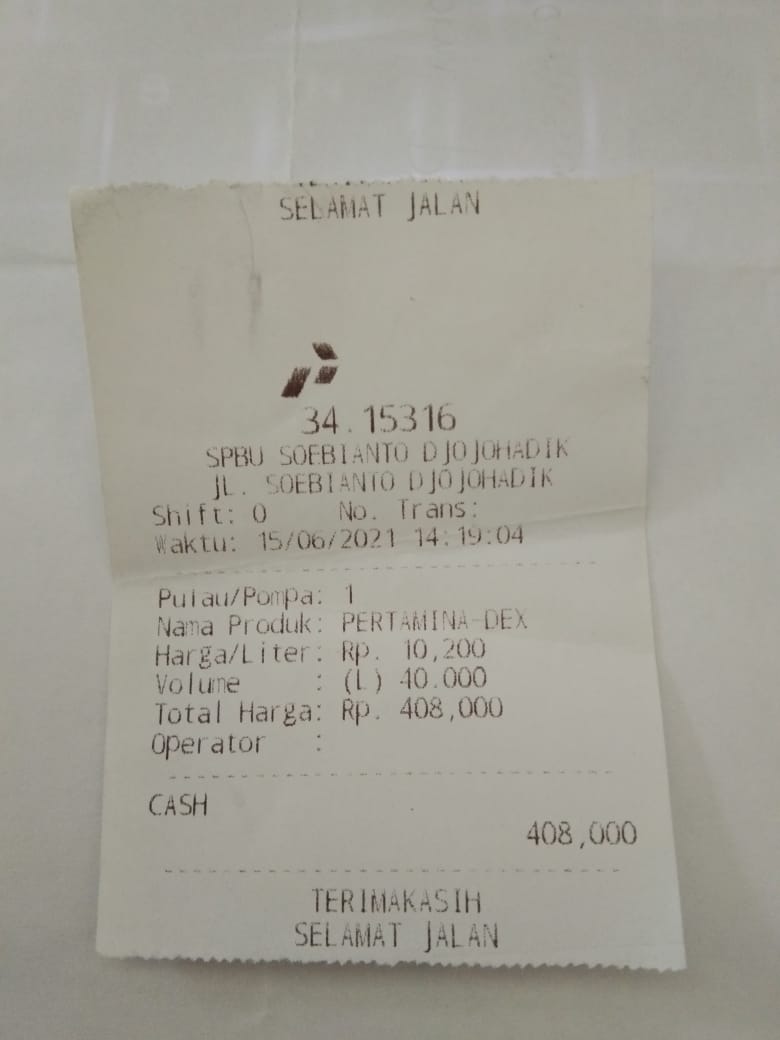 SELAMAT JALAN
34.15316
SPBU SOEBIANTO DJOJOHADIK
JL. SOEBIANTO DJOJOHADIK
Shift: 0 No. Trans:
Waktu: 15/06/2021 14:19:04
Pulau/Pompa: 1
Nama Produk: PERTAMINA-DEX
Harga/Liter: Rp. 10,200
Volume : (L) 40.000
Total Harga: Rp. 408,000
Operator :
CASH
408,000
TERIMAKASIH
SELAMAT JALAN